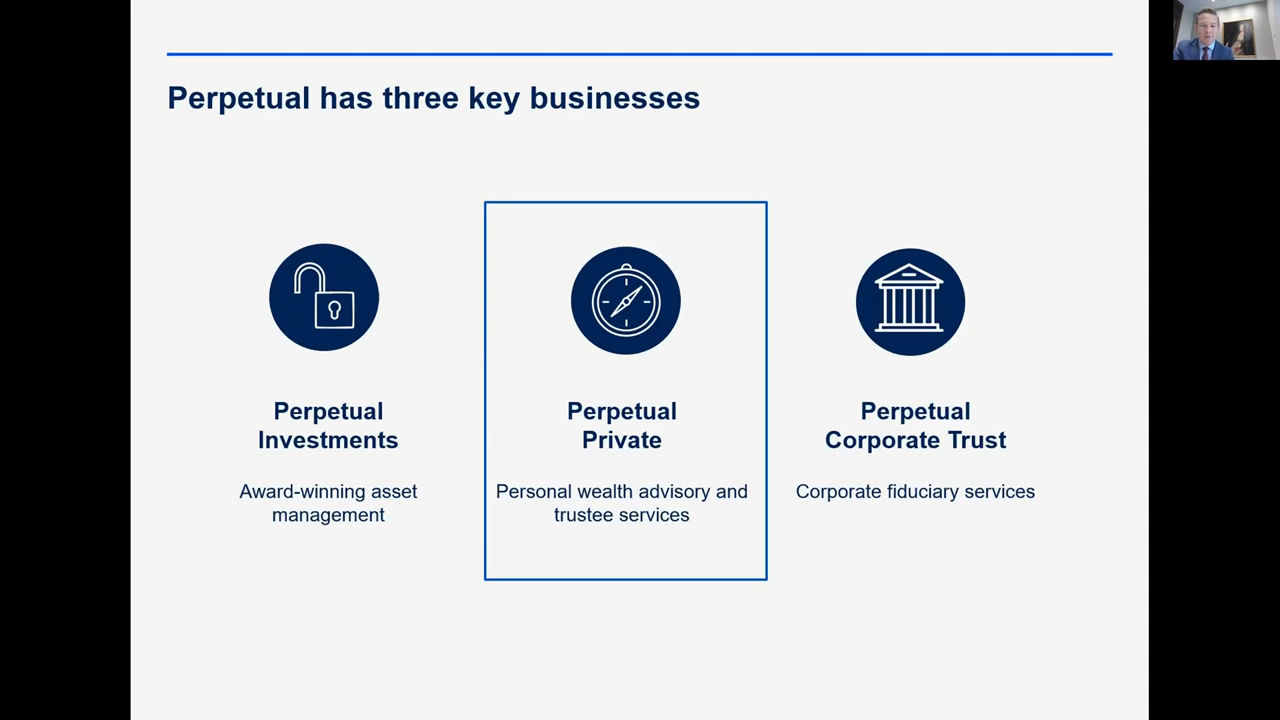 Perpetual has three key businesses
Perpetual
Investments
Award-winning asset
management
Perpetual
Private
Personal wealth advisory and
trustee services
Perpetual
Corporate Trust
Corporate fiduciary services